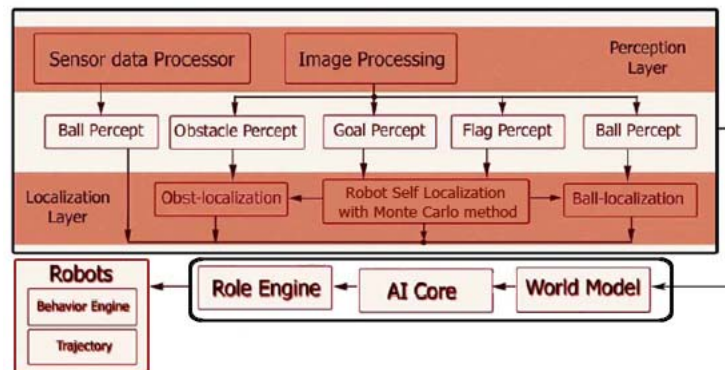 Sensor data Processor
Image Processing
Perception
Layer
Ball Percept
Obstacle Percept
Goal Percept
Flag Percept
Ball Percept
Localization
Layer
Obst-localization
Robot Self Localization
with Monte Carlo method
Ball-localization
Robots
Behavior Engine
Trajectory
Role Engine
AI Core
World Model